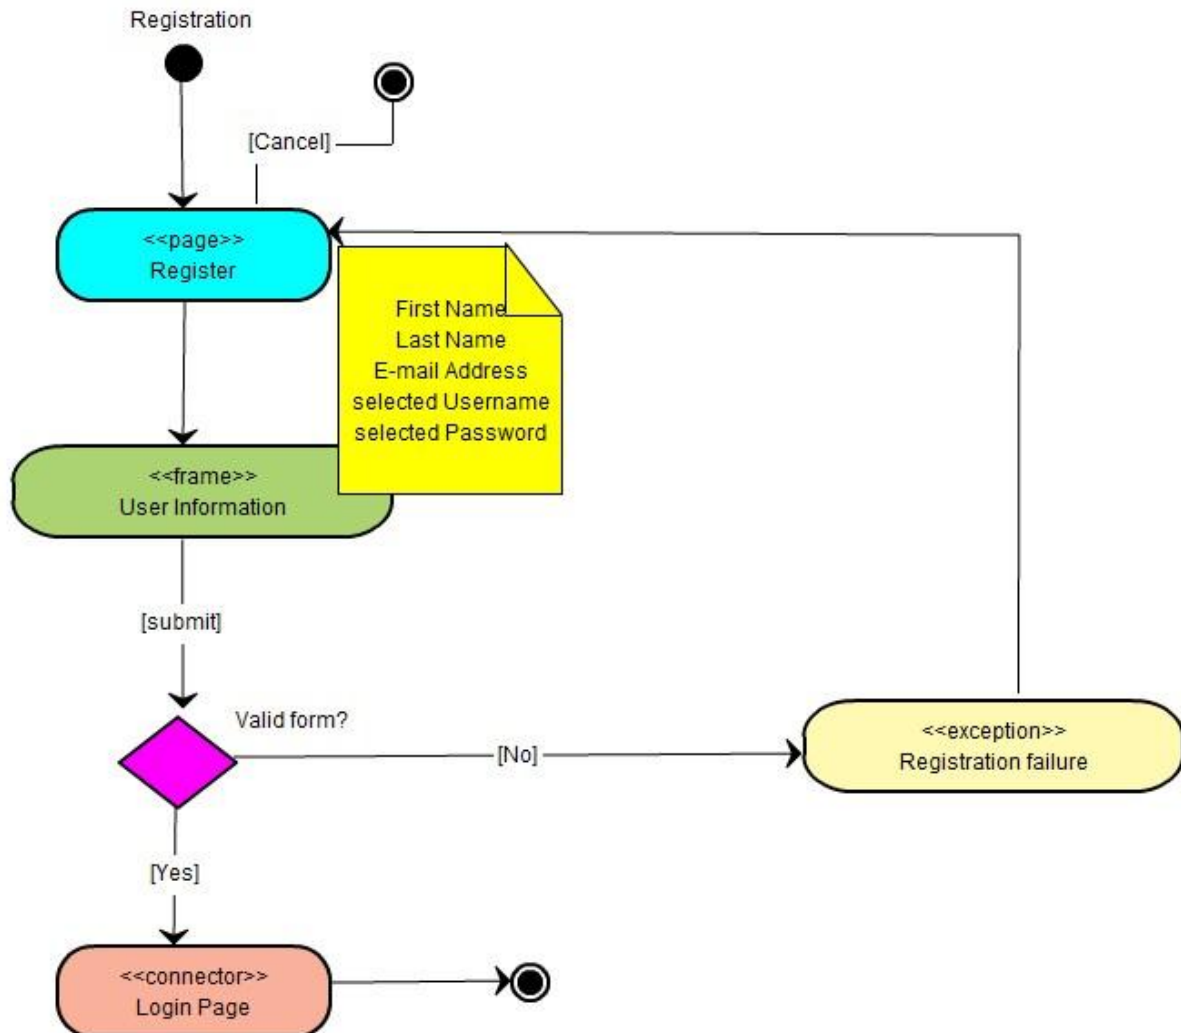 Registration
[Cancel]
<<page>>
Register
First Name
Last Name
E-mail Address
selected Username
selected Password
<<frame>>
User Information
[submit]
Valid form?
[No]
<<exception>>
Registration failure
[Yes]
<<connector>>
Login Page